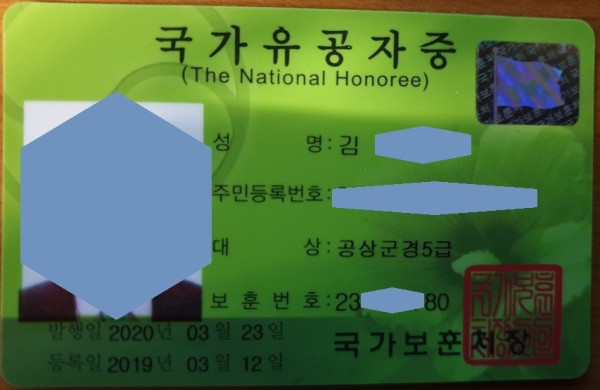 국가유공자증
(The National Honoree)
성 명: 김
주민등록번호:
대 상: 공상군경5급
보훈번호: 23 80
발행일 2020년 03월 23일
등록일 2019년 03월 12일
국가보훈처장